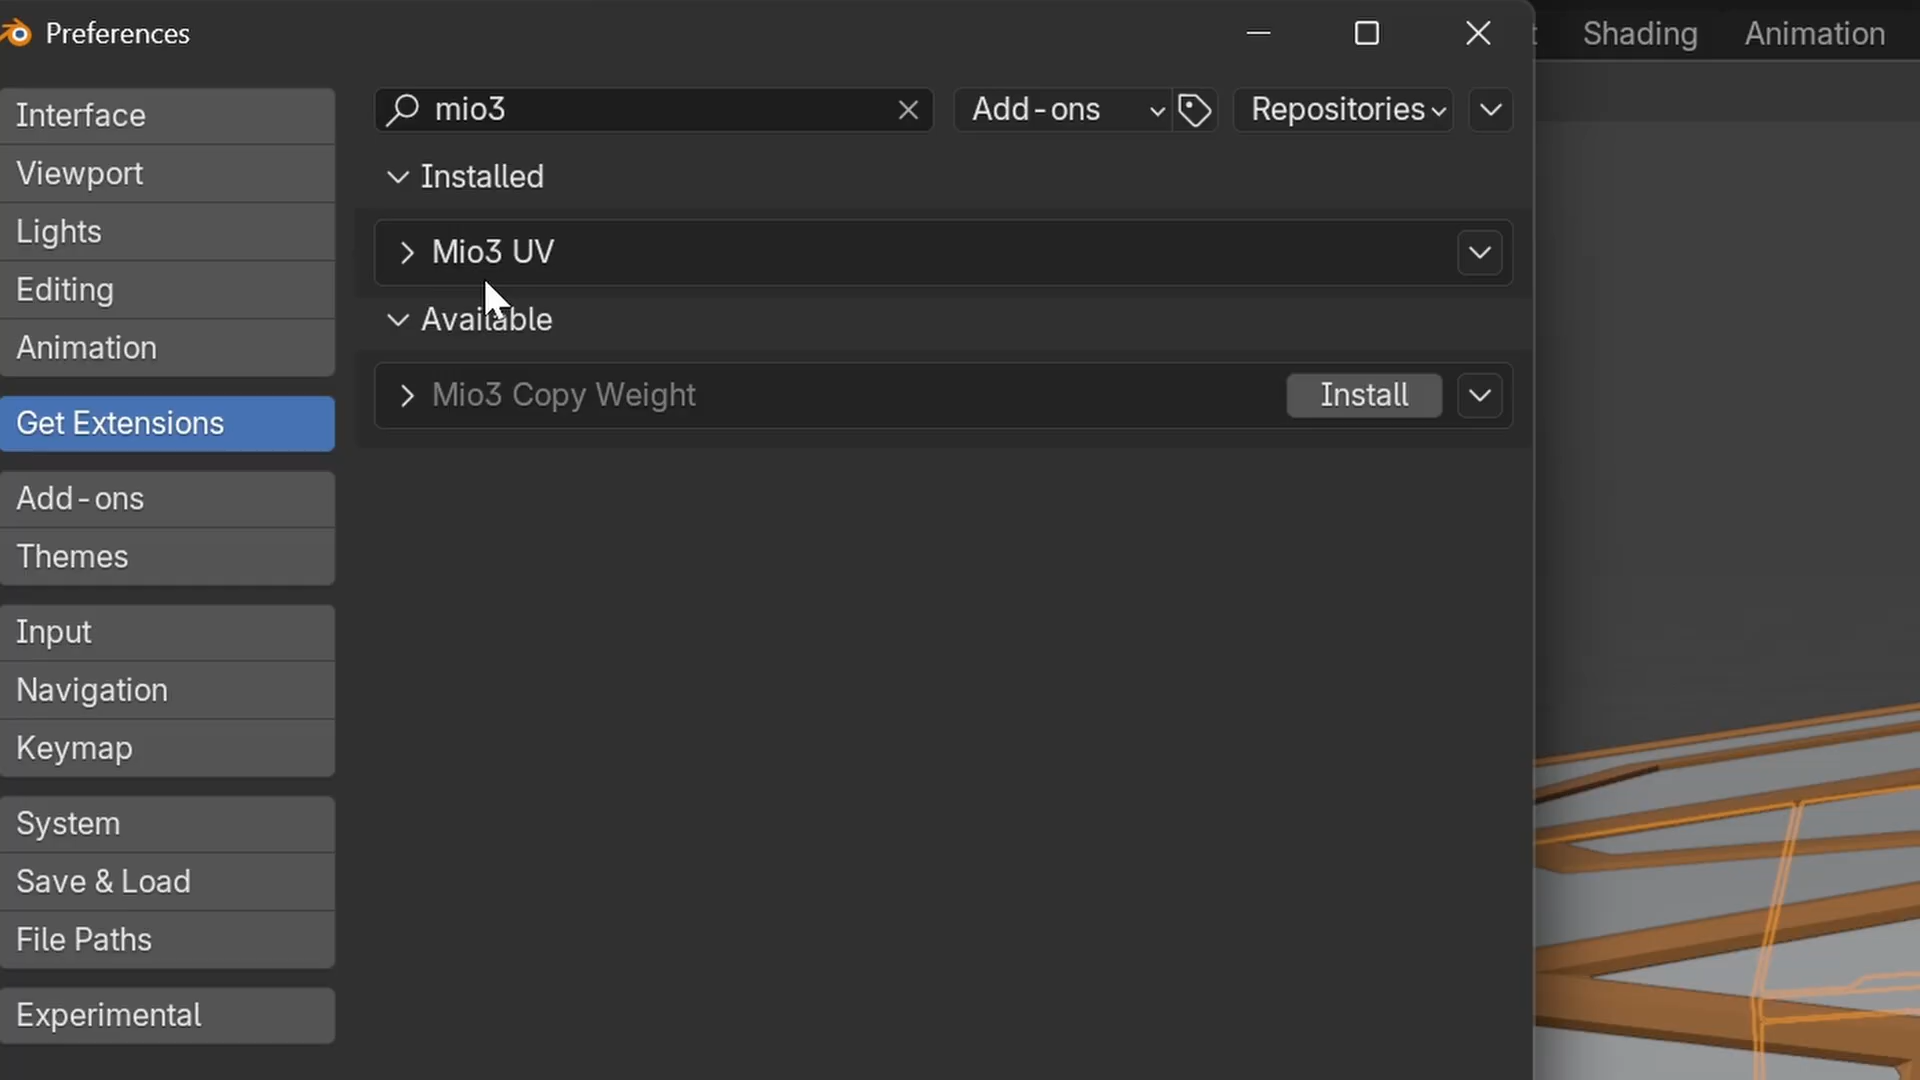 Preferences
Shading
Animation
mio3
Add-ons
Repositories
Interface
Viewport
Lights
Editing
Animation
Get Extensions
Add-ons
Themes
Input
Navigation
Keymap
System
Save & Load
File Paths
Experimental
Installed
Mio3 UV
Available
Mio3 Copy Weight
Install